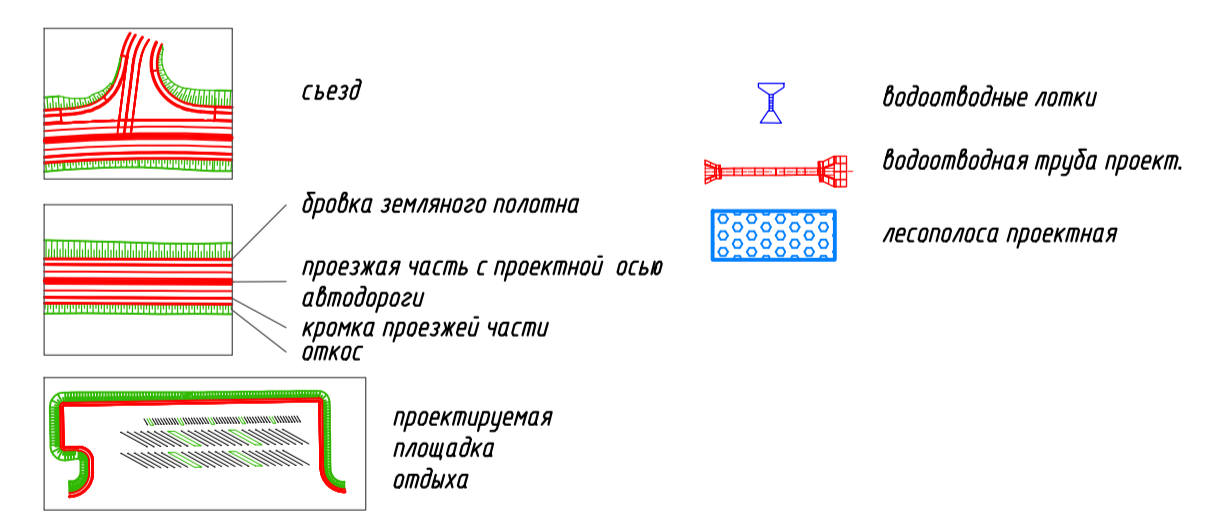 съезд
бровка земляного полотна
проезжая часть с проектной осью
автодороги
кромка проезжей части
откос
проектируемая
площадка
отдыха
водоотводные лотки
водоотводная труба проект.
лесополоса проектная